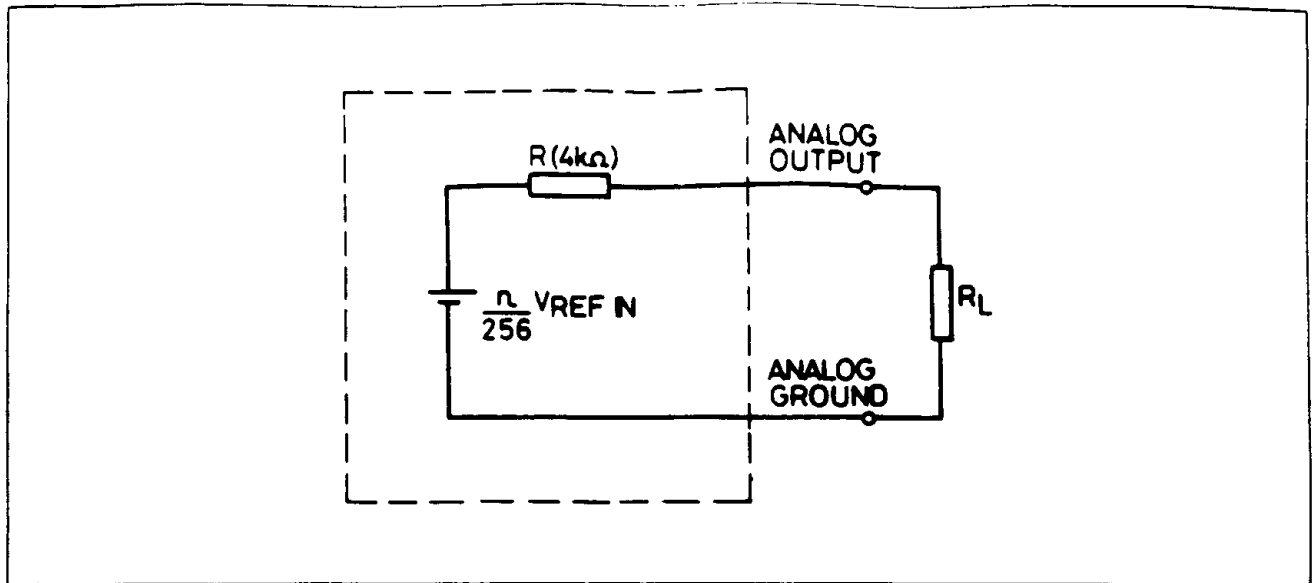 R(4kΩ)
ANALOG
OUTPUT
n
256
VREF IN
RL
ANALOG
GROUND